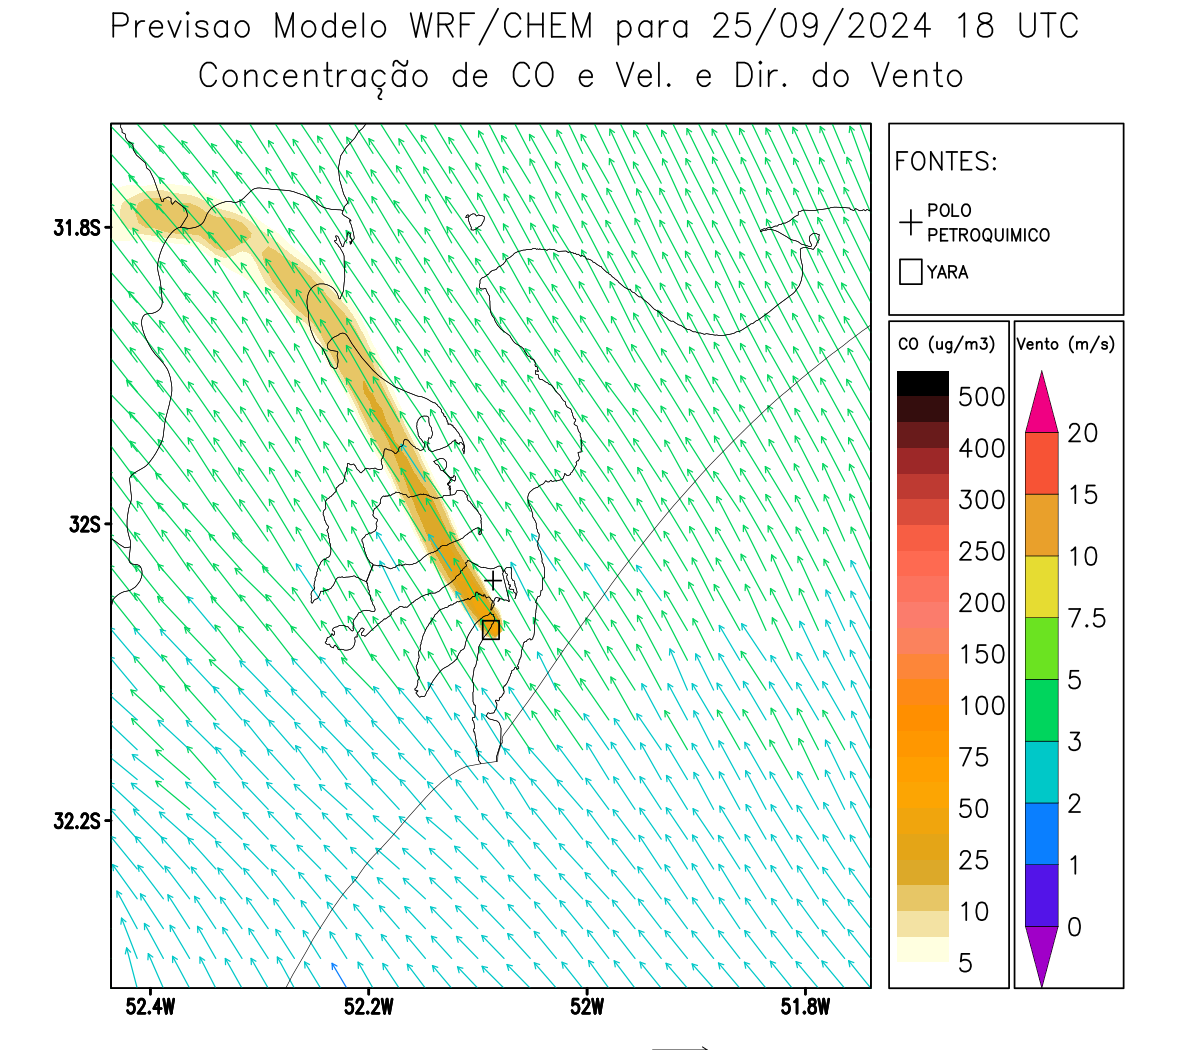 Previsao Modelo WRF/CHEM para 25/09/2024 18 UTC
Concentração de CO e Vel. e Dir. do Vento
FONTES:
POLO
PETROQUIMICO
YARA
CO (ug/m3)
500
400
300
250
200
150
100
75
50
25
10
5
Vento (m/s)
20
15
10
7.5
5
3
2
1
0
31.8S
32S
32.2S
52.4W
52.2W
52W
51.8W